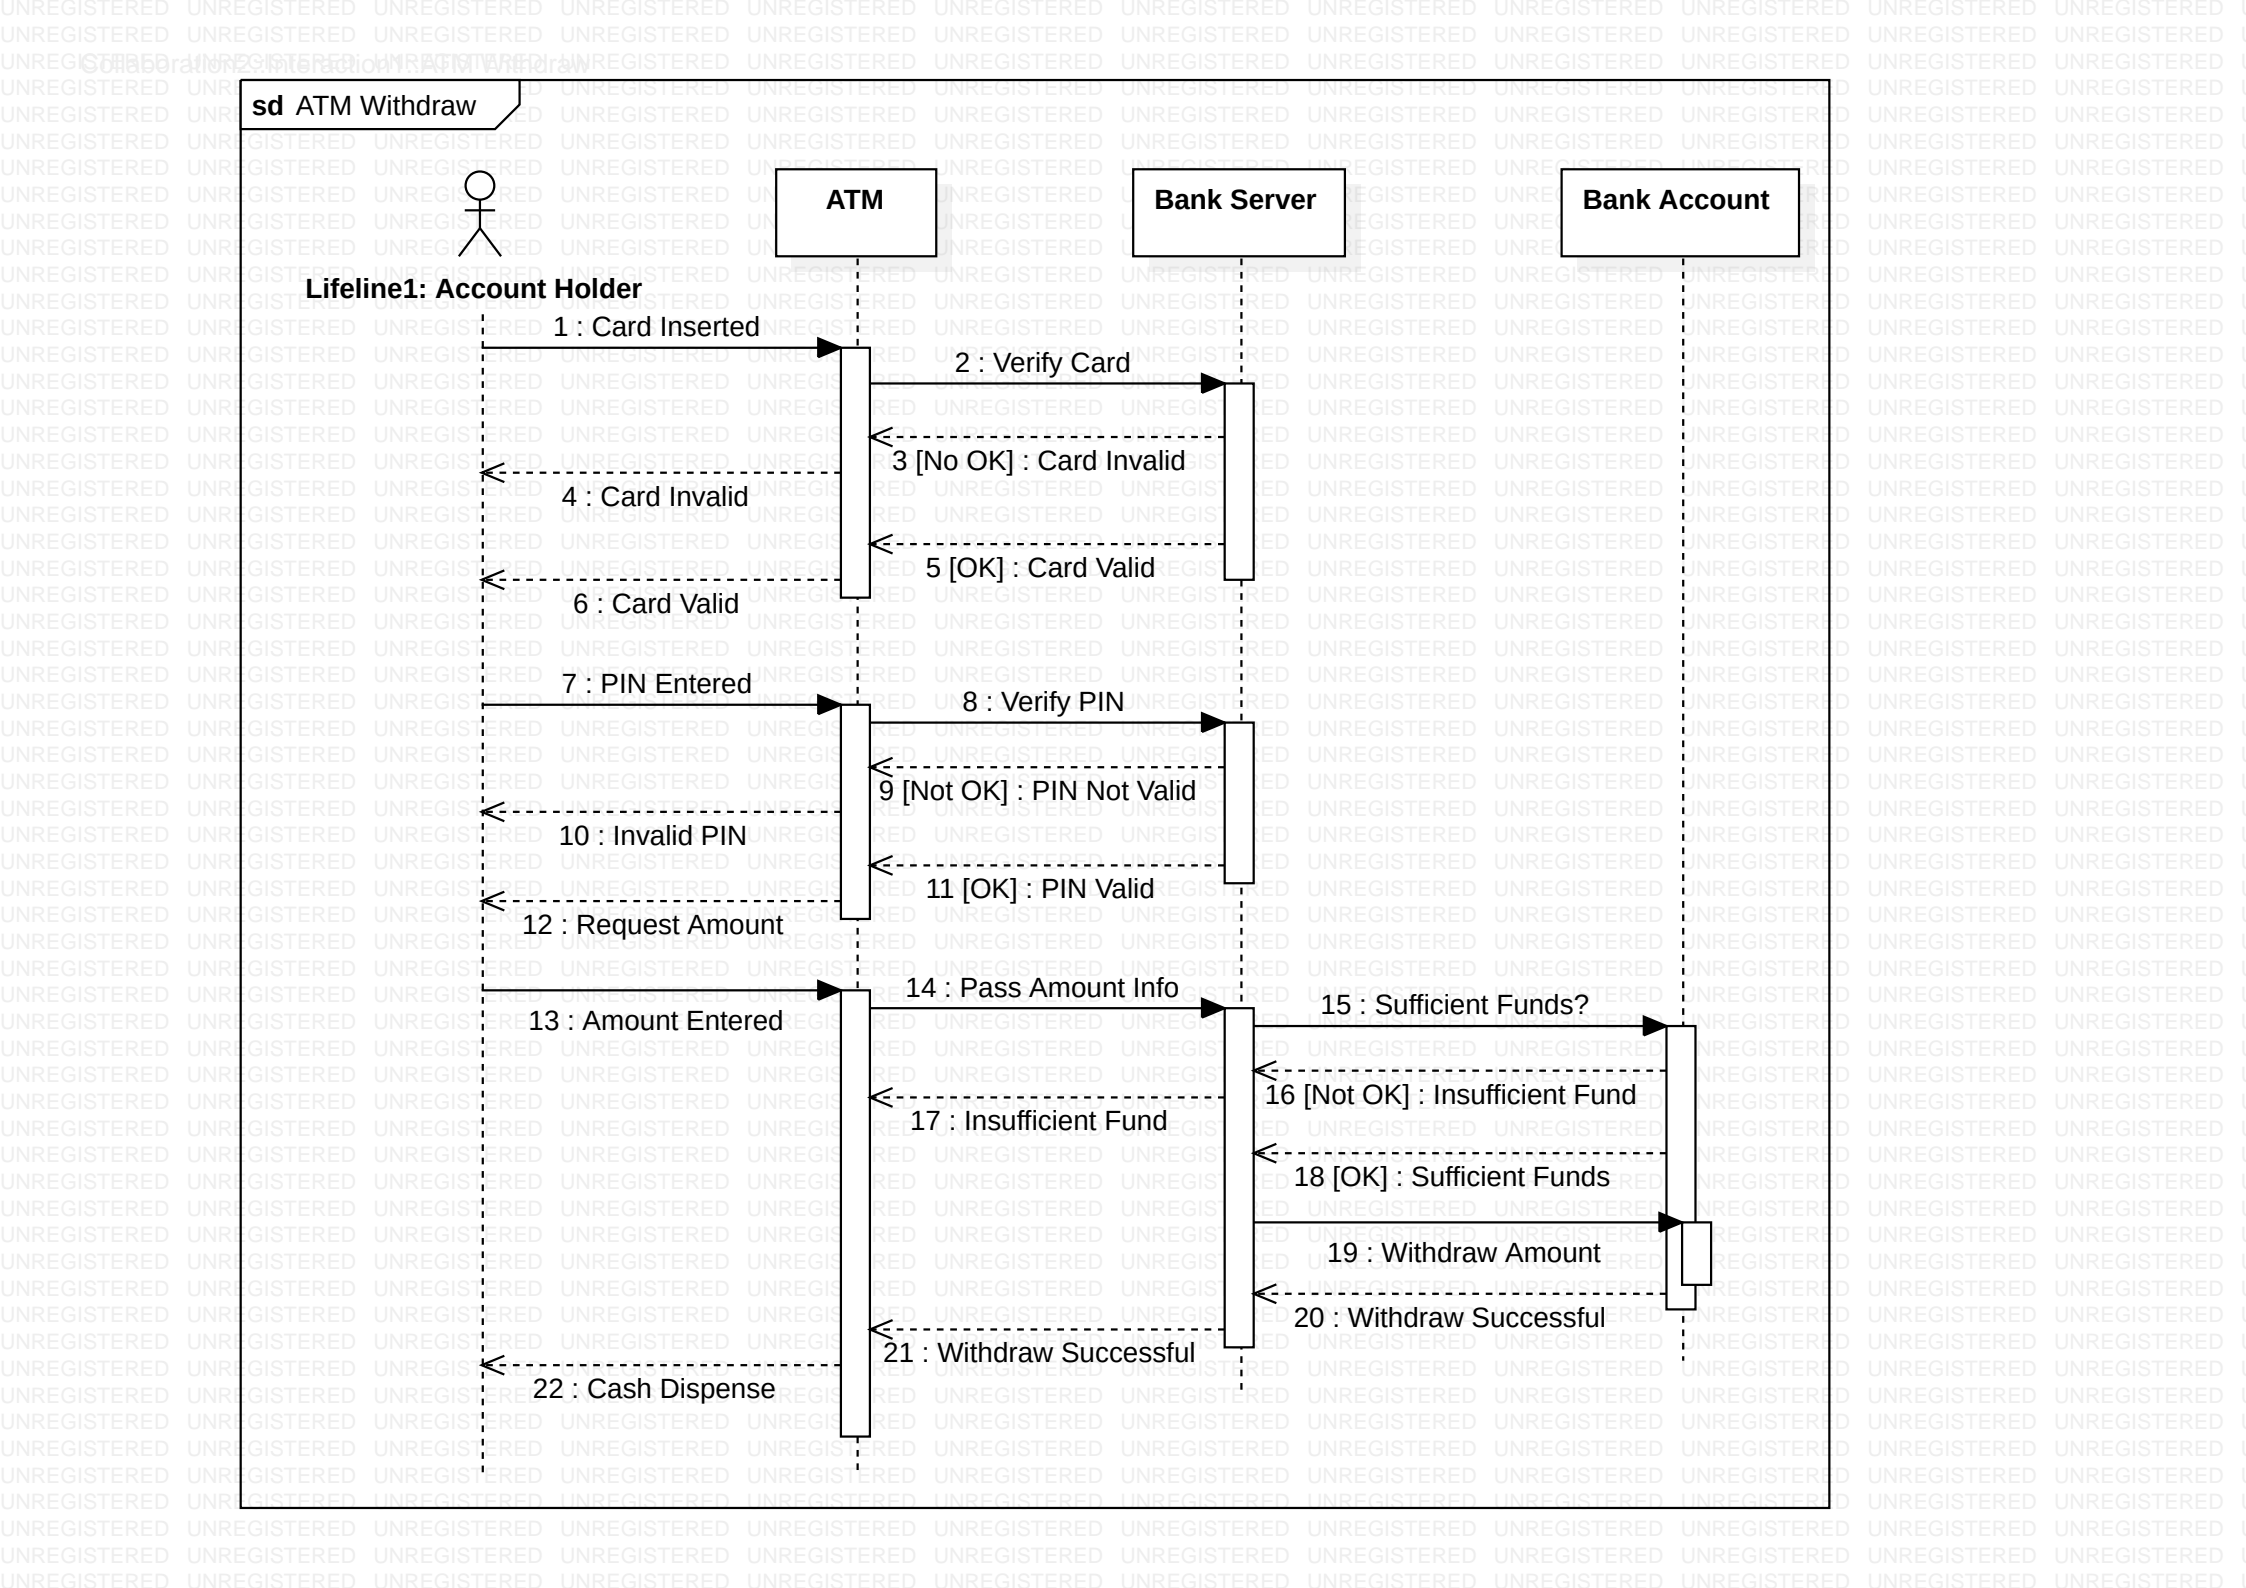 Collaboration2::Interaction1::ATM Withdraw
sd ATM Withdraw
ATM
Bank Server
Bank Account
Lifeline1: Account Holder
1 : Card Inserted
2 : Verify Card
3 [No OK] : Card Invalid
4 : Card Invalid
5 [OK] : Card Valid
6 : Card Valid
7 : PIN Entered
8 : Verify PIN
9 [Not OK] : PIN Not Valid
10 : Invalid PIN
11 [OK] : PIN Valid
12 : Request Amount
13 : Amount Entered
14 : Pass Amount Info
15 : Sufficient Funds?
16 [Not OK] : Insufficient Fund
17 : Insufficient Fund
18 [OK] : Sufficient Funds
19 : Withdraw Amount
20 : Withdraw Successful
21 : Withdraw Successful
22 : Cash Dispense
UNREGISTERED